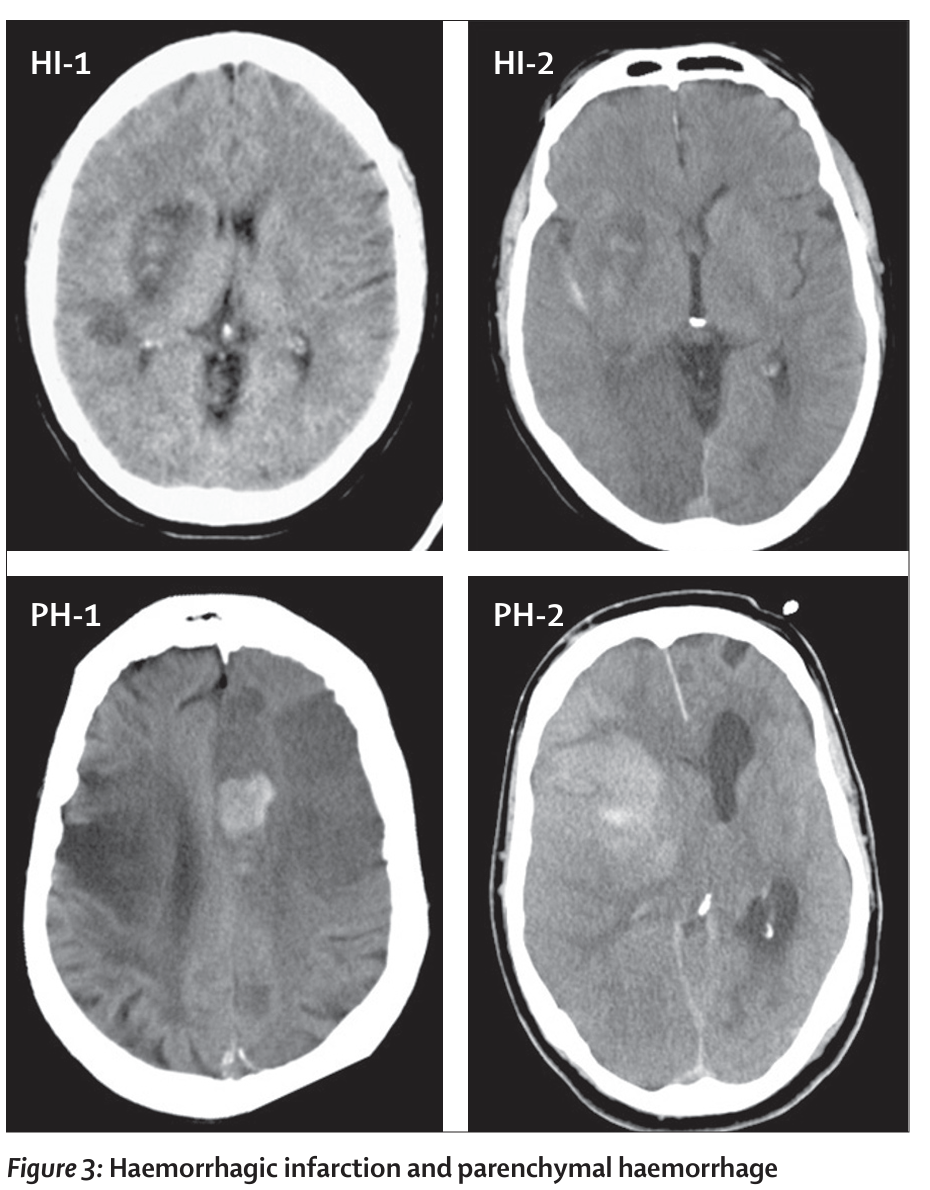 HI-1
HI-2
PH-1
PH-2
Figure 3: Haemorrhagic infarction and parenchymal haemorrhage